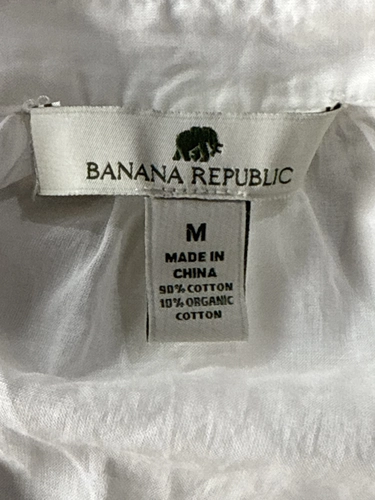 BANANA REPUBLIC
M
MADE IN
CHINA
90% COTTON
10% ORGANIC
COTTON